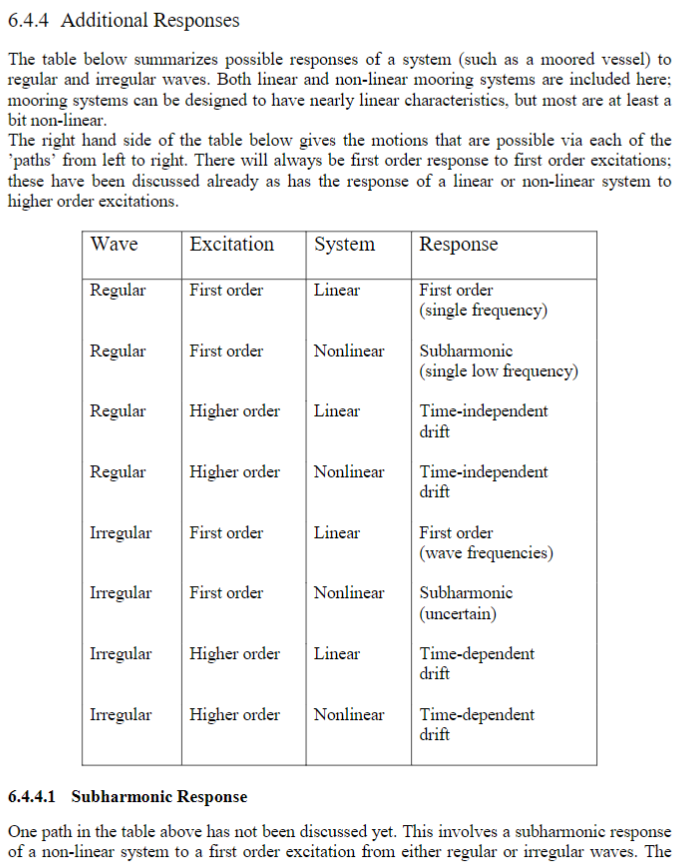 6.4.4 Additional Responses
The table below summarizes possible responses of a system (such as a moored vessel) to
regular and irregular waves. Both linear and non-linear mooring systems are included here;
mooring systems can be designed to have nearly linear characteristics, but most are at least a
bit non-linear.
The right hand side of the table below gives the motions that are possible via each of the
'paths' from left to right. There will always be first order response to first order excitations;
these have been discussed already as has the response of a linear or non-linear system to
higher order excitations.
Wave Excitation System Response
Regular First order Linear First order
(single frequency)
Regular First order Nonlinear Subharmonic
(single low frequency)
Regular Higher order Linear Time-independent
drift
Regular Higher order Nonlinear Time-independent
drift
Irregular First order Linear First order
(wave frequencies)
Irregular First order Nonlinear Subharmonic
(uncertain)
Irregular Higher order Linear Time-dependent
drift
Irregular Higher order Nonlinear Time-dependent
drift
6.4.4.1 Subharmonic Response
One path in the table above has not been discussed yet. This involves a subharmonic response
of a non-linear system to a first order excitation from either regular or irregular waves. The